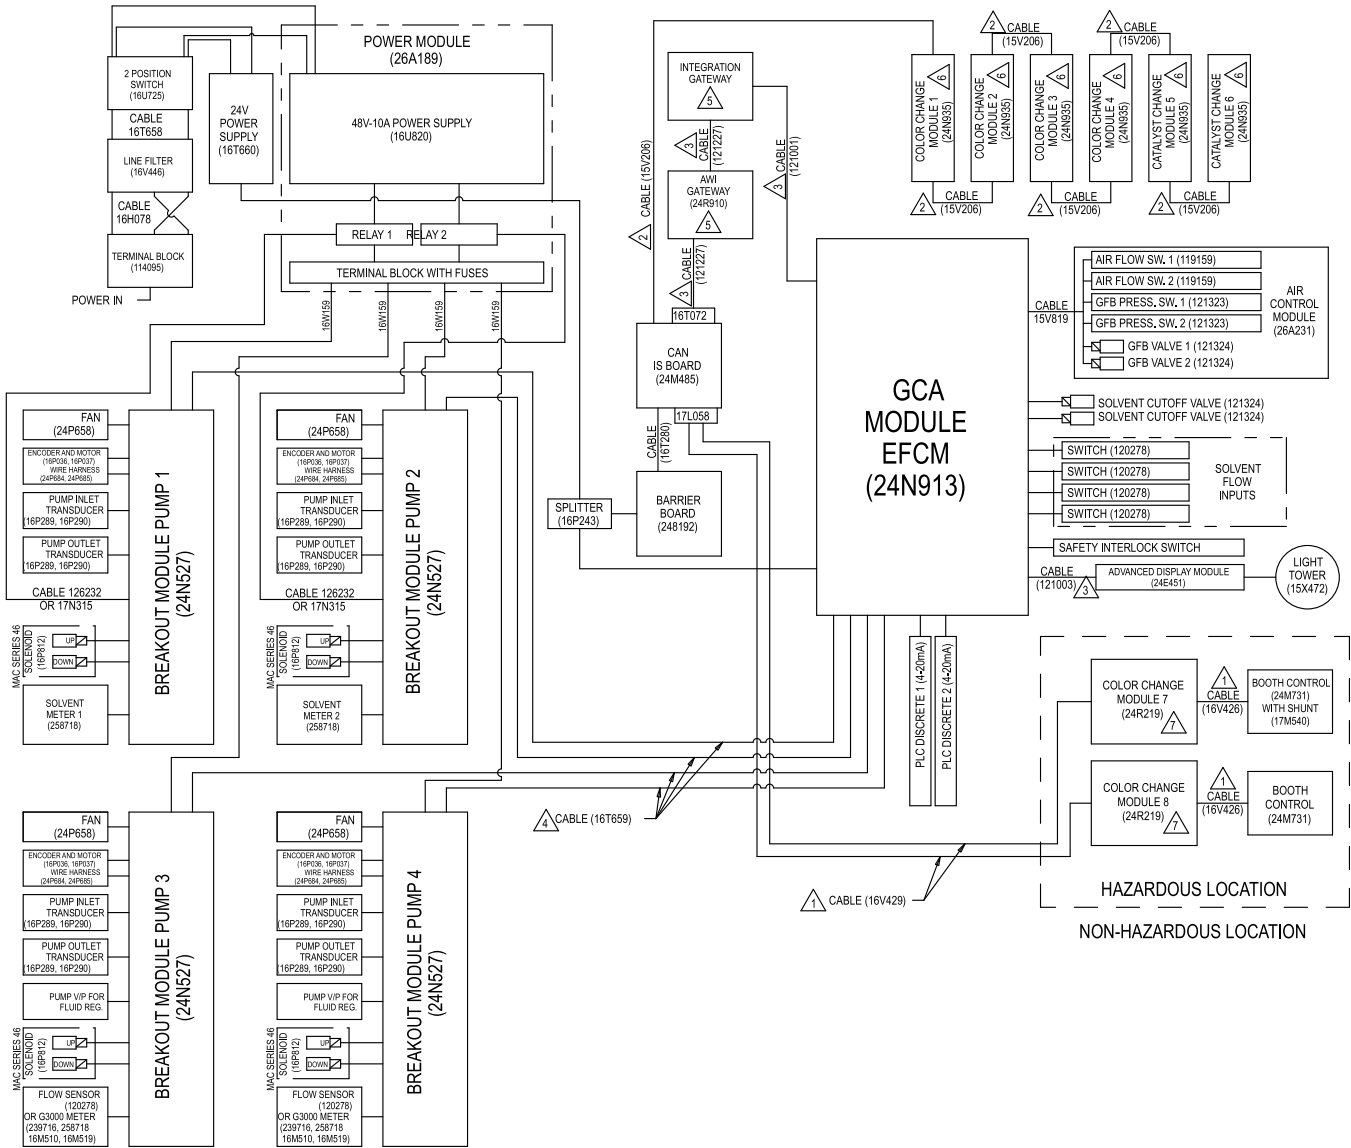 POWER MODULE
(26A189)
2 POSITION
SWITCH
(16U725)
CABLE
16T658
LINE FILTER
(16V446)
CABLE
16H078
TERMINAL BLOCK
(114095)
POWER IN
24V
POWER
SUPPLY
(16T660)
48V-10A POWER SUPPLY
(16U820)
RELAY 1
RELAY 2
TERMINAL BLOCK WITH FUSES
16W159
16W159
16W159
16W159
INTEGRATION
GATEWAY
5
3
CABLE
(121227)
AWI
GATEWAY
(24R910)
5
3
CABLE
(121227)
3
CABLE
(121001)
2
CABLE (15V206)
16T072
CAN
IS BOARD
(24M485)
17L058
CABLE
(16T280)
BARRIER
BOARD
(248192)
SPLITTER
(16P243)
2
CABLE
(15V206)
2
CABLE
(15V206)
COLOR CHANGE
MODULE 1
(24N935)
6
COLOR CHANGE
MODULE 2
(24N935)
6
COLOR CHANGE
MODULE 3
(24N935)
6
COLOR CHANGE
MODULE 4
(24N935)
6
CATALYST CHANGE
MODULE 5
(24N935)
6
CATALYST CHANGE
MODULE 6
(24N935)
6
2
CABLE
(15V206)
2
CABLE
(15V206)
2
CABLE
(15V206)
GCA
MODULE
EFCM
(24N913)
CABLE
15V819
AIR FLOW SW. 1 (119159)
AIR FLOW SW. 2 (119159)
GFB PRESS. SW. 1 (121323)
GFB PRESS. SW. 2 (121323)
GFB VALVE 1 (121324)
GFB VALVE 2 (121324)
AIR
CONTROL
MODULE
(26A231)
SOLVENT CUTOFF VALVE (121324)
SOLVENT CUTOFF VALVE (121324)
SWITCH (120278)
SWITCH (120278)
SWITCH (120278)
SWITCH (120278)
SOLVENT
FLOW
INPUTS
SAFETY INTERLOCK SWITCH
CABLE
(121003)
3
ADVANCED DISPLAY MODULE
(24E451)
LIGHT
TOWER
(15X472)
PLC DISCRETE 1 (4-20mA)
PLC DISCRETE 2 (4-20mA)
COLOR CHANGE
MODULE 7
(24R219)
7
1
CABLE
(16V426)
BOOTH CONTROL
(24M731)
WITH SHUNT
(17M540)
COLOR CHANGE
MODULE 8
(24R219)
7
1
CABLE
(16V426)
BOOTH
CONTROL
(24M731)
HAZARDOUS LOCATION
NON-HAZARDOUS LOCATION
4
CABLE (16T659)
1
CABLE (16V429)
FAN
(24P658)
ENCODER AND MOTOR
(16P036, 16P037)
WIRE HARNESS
(24P684, 24P685)
PUMP INLET
TRANSDUCER
(16P289, 16P290)
PUMP OUTLET
TRANSDUCER
(16P289, 16P290)
CABLE 126232
OR 17N315
MAC SERIES 46
SOLENOID
(16P812)
UP
DOWN
SOLVENT
METER 1
(258718)
BREAKOUT MODULE PUMP 1
(24N527)
FAN
(24P658)
ENCODER AND MOTOR
(16P036, 16P037)
WIRE HARNESS
(24P684, 24P685)
PUMP INLET
TRANSDUCER
(16P289, 16P290)
PUMP OUTLET
TRANSDUCER
(16P289, 16P290)
CABLE 126232
OR 17N315
MAC SERIES 46
SOLENOID
(16P812)
UP
DOWN
SOLVENT
METER 2
(258718)
BREAKOUT MODULE PUMP 2
(24N527)
FAN
(24P658)
ENCODER AND MOTOR
(16P036, 16P037)
WIRE HARNESS
(24P684, 24P685)
PUMP INLET
TRANSDUCER
(16P289, 16P290)
PUMP OUTLET
TRANSDUCER
(16P289, 16P290)
PUMP V/P FOR
FLUID REG.
MAC SERIES 46
SOLENOID
(16P812)
UP
DOWN
FLOW SENSOR
(120278)
OR G3000 METER
(239716, 258718
16M510, 16M519)
BREAKOUT MODULE PUMP 3
(24N527)
FAN
(24P658)
ENCODER AND MOTOR
(16P036, 16P037)
WIRE HARNESS
(24P684, 24P685)
PUMP INLET
TRANSDUCER
(16P289, 16P290)
PUMP OUTLET
TRANSDUCER
(16P289, 16P290)
PUMP V/P FOR
FLUID REG.
MAC SERIES 46
SOLENOID
(16P812)
UP
DOWN
FLOW SENSOR
(120278)
OR G3000 METER
(239716, 258718
16M510, 16M519)
BREAKOUT MODULE PUMP 4
(24N527)